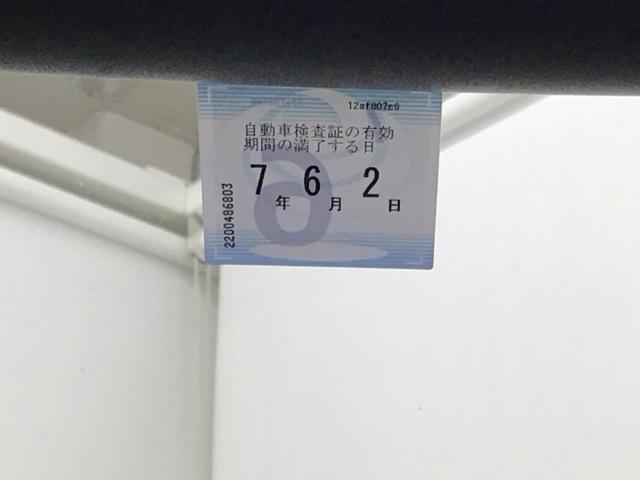 12af807c6
自動車検査証の有効
期間の満了する日
7年 6月 2日
2200486803